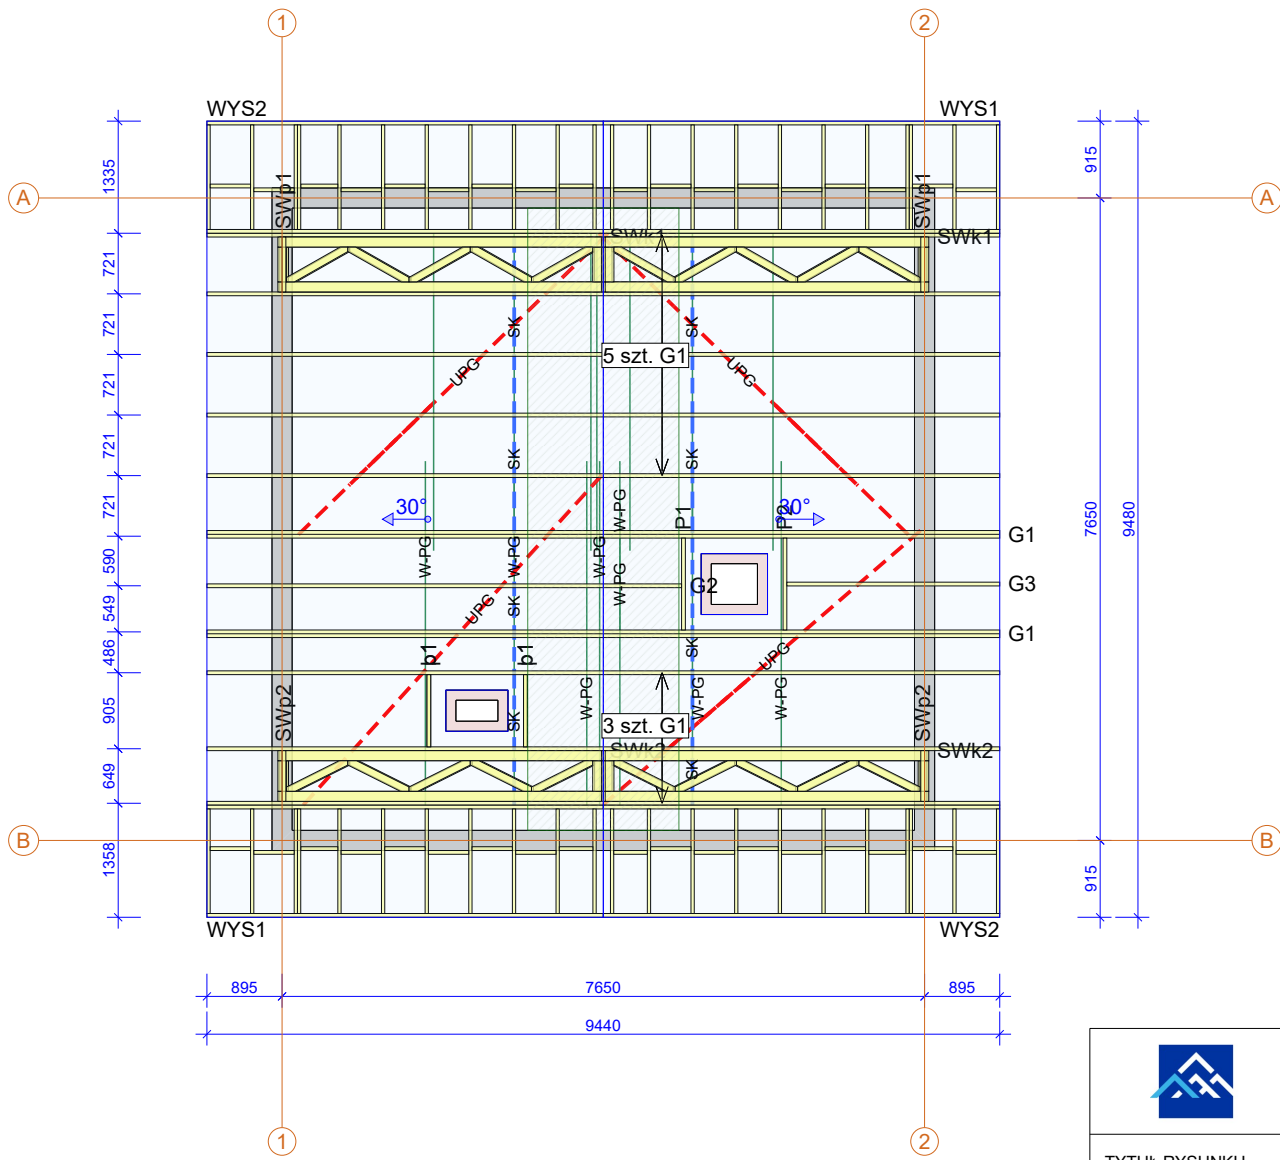 1
2
WYS2
WYS1
1335
915
A
A
SWp1
SWp1
SWk1
SWk1
721
SK
SK
721
5 szt. G1
UPG
UPG
721
721
SK
SK
721
30°
30°
W-PG
P1
P2
7650
9480
G1
590
W-PG
W-PG
W-PG
W-PG
G2
G3
549
SK
UPG
G1
486
SK
UPG
b1
b1
905
SWp2
SWp2
W-PG
W-PG
W-PG
SK
3 szt. G1
SWk2
SWk2
649
SK
B
B
1358
915
WYS1
WYS2
895
7650
895
9440
1
2